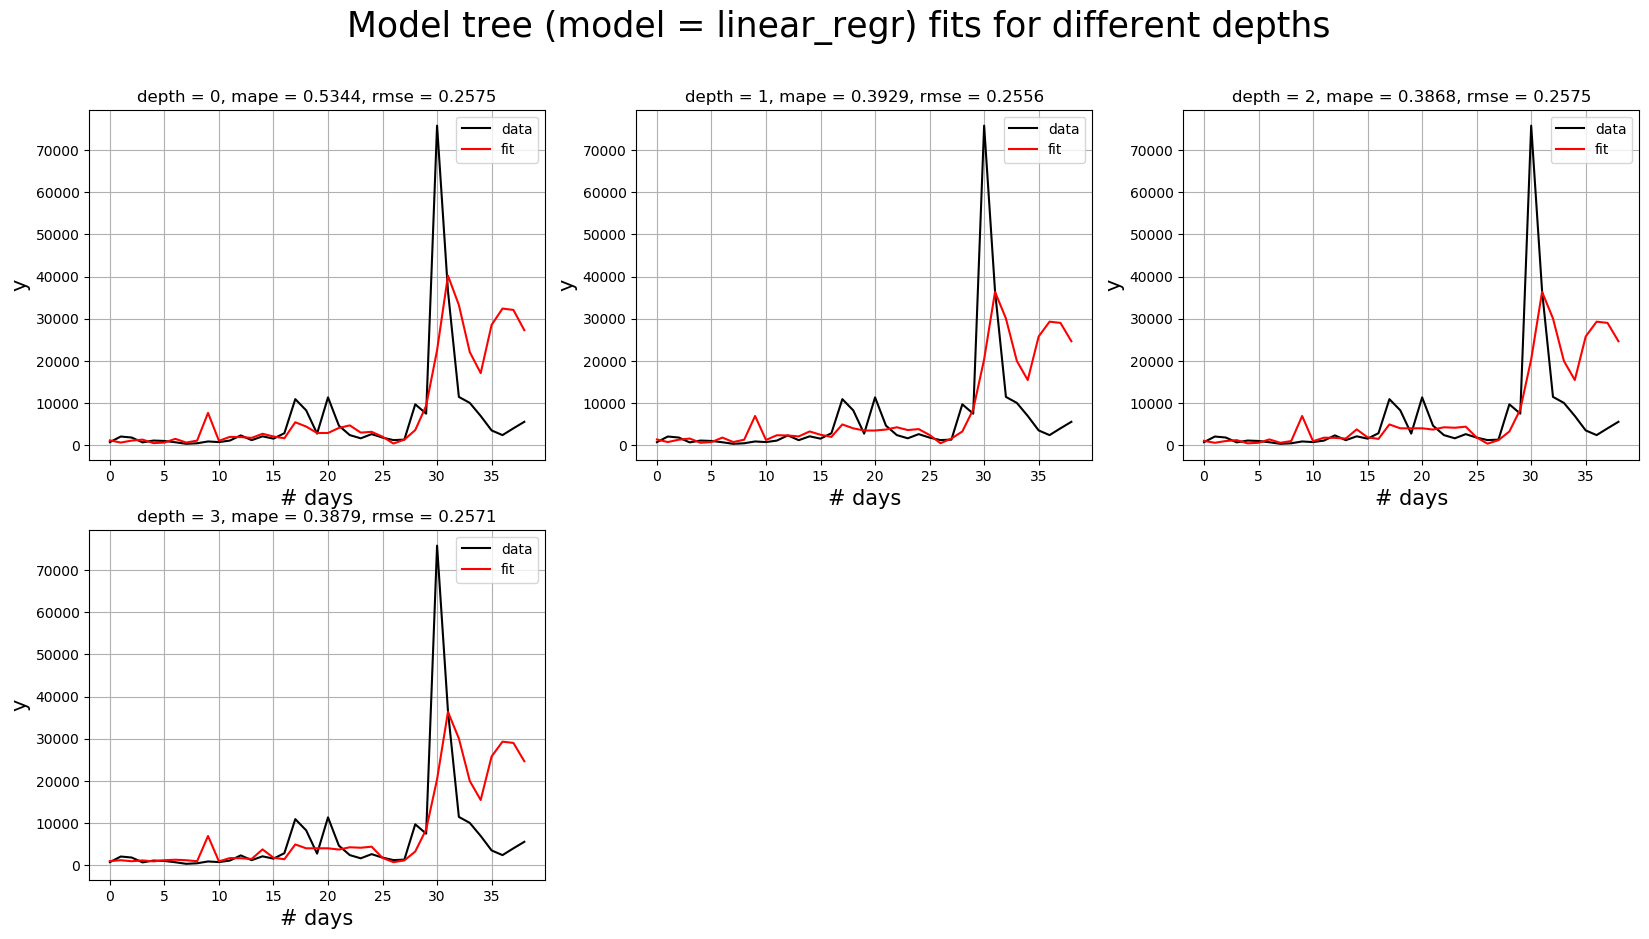 Model tree (model = linear_regr) fits for different depths
depth = 0, mape = 0.5344, rmse = 0.2575
y
70000
60000
50000
40000
30000
20000
10000
0
data
fit
0 5 10 15 20 25 30 35
# days
depth = 1, mape = 0.3929, rmse = 0.2556
y
70000
60000
50000
40000
30000
20000
10000
0
data
fit
0 5 10 15 20 25 30 35
# days
depth = 2, mape = 0.3868, rmse = 0.2575
y
70000
60000
50000
40000
30000
20000
10000
0
data
fit
0 5 10 15 20 25 30 35
# days
depth = 3, mape = 0.3879, rmse = 0.2571
y
70000
60000
50000
40000
30000
20000
10000
0
data
fit
0 5 10 15 20 25 30 35
# days